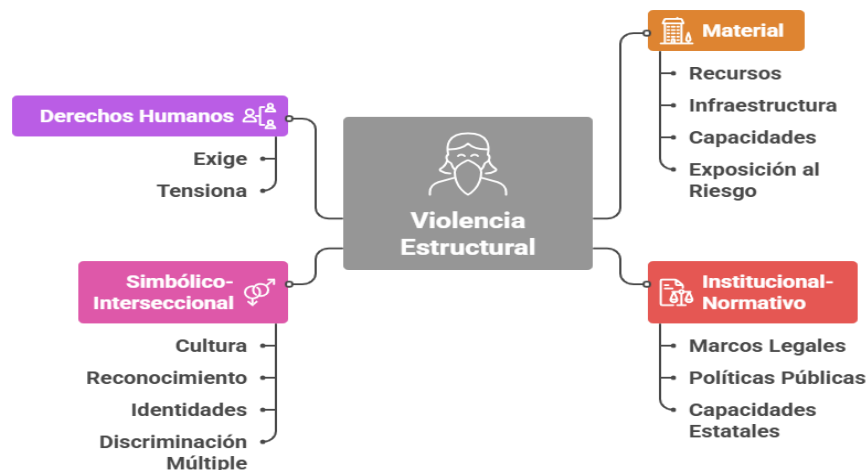 Violencia
Estructural
Material
Recursos
Infraestructura
Capacidades
Exposición al
Riesgo
Institucional-
Normativo
Marcos Legales
Políticas Públicas
Capacidades
Estatales
Derechos Humanos
Exige
Tensiona
Simbólico-
Interseccional
Cultura
Reconocimiento
Identidades
Discriminación
Múltiple